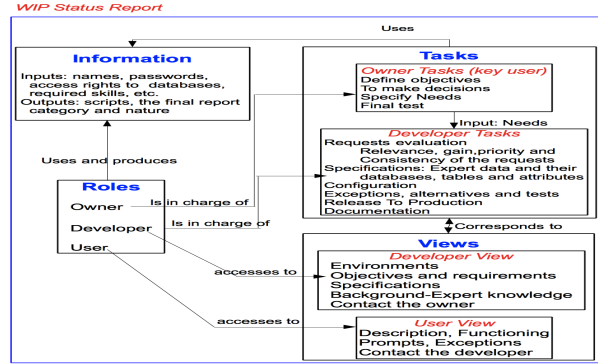 WIP Status Report
Uses
Information
Inputs: names, passwords,
access rights to databases,
required skills, etc.
Outputs: scripts, the final report
category and nature
Uses and produces
Roles
Owner
Developer
User
Is in charge of
Is in charge of
accesses to
accesses to
Tasks
Owner Tasks (key user)
Define objectives
To make decisions
Specify Needs
Final test
Input: Needs
Developer Tasks
Requests evaluation
Relevance, gain,priority and
Consistency of the requests
Specifications: Expert data and their
databases, tables and attributes
Configuration
Exceptions, alternatives and tests
Release To Production
Documentation
Corresponds to
Views
Developer View
Environments
Objectives and requirements
Specifications
Background-Expert knowledge
Contact the owner
User View
Description, Functioning
Prompts, Exceptions
Contact the developer